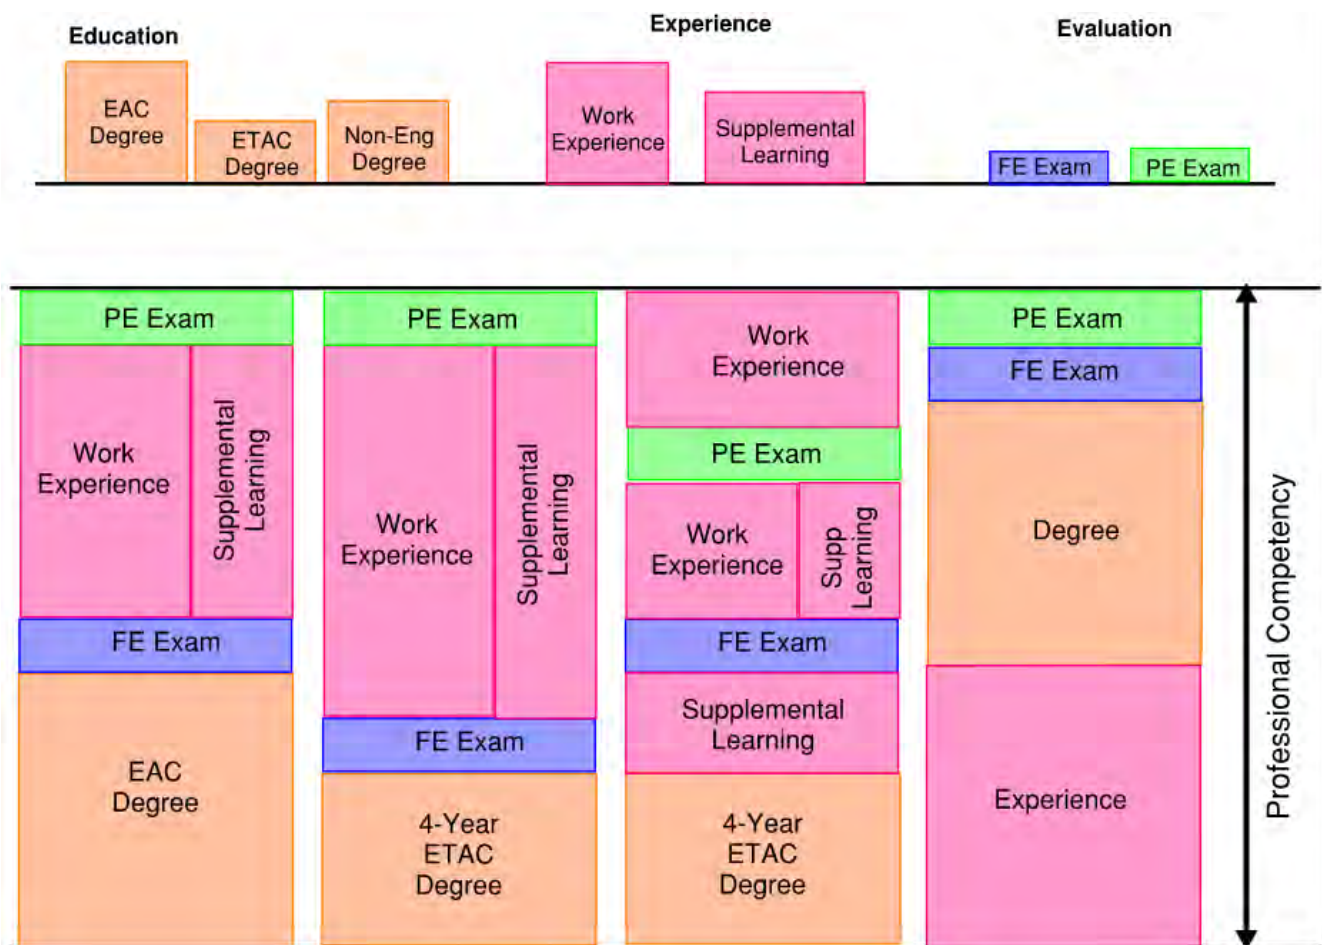 Education
Experience
Evaluation
EAC
Degree
ETAC
Degree
Non-Eng
Degree
Work
Experience
Supplemental
Learning
FE Exam
PE Exam
PE Exam
Work
Experience
Supplemental
Learning
FE Exam
EAC
Degree
PE Exam
Work
Experience
Supplemental
Learning
FE Exam
4-Year
ETAC
Degree
Work
Experience
PE Exam
Work
Experience
Supp
Learning
FE Exam
Supplemental
Learning
4-Year
ETAC
Degree
PE Exam
FE Exam
Degree
Experience
Professional Competency